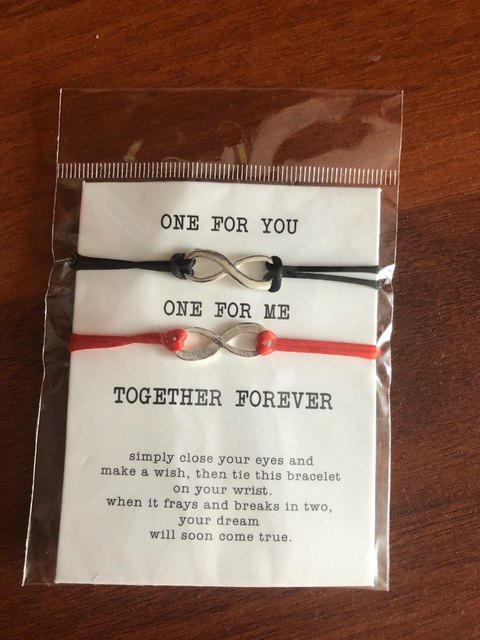 ONE FOR YOU
ONE FOR ME
TOGETHER FOREVER
simply close your eyes and
make a wish, then tie this bracelet
on your wrist.
when it frays and breaks in two,
your dream
will soon come true.